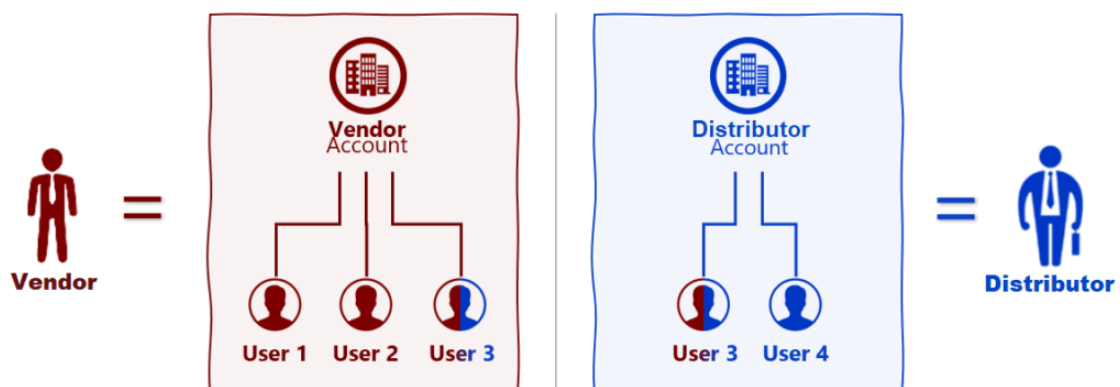 Vendor
Account
Distributor
Account
=
=
Vendor
Distributor
User 1 User 2 User 3
User 3 User 4